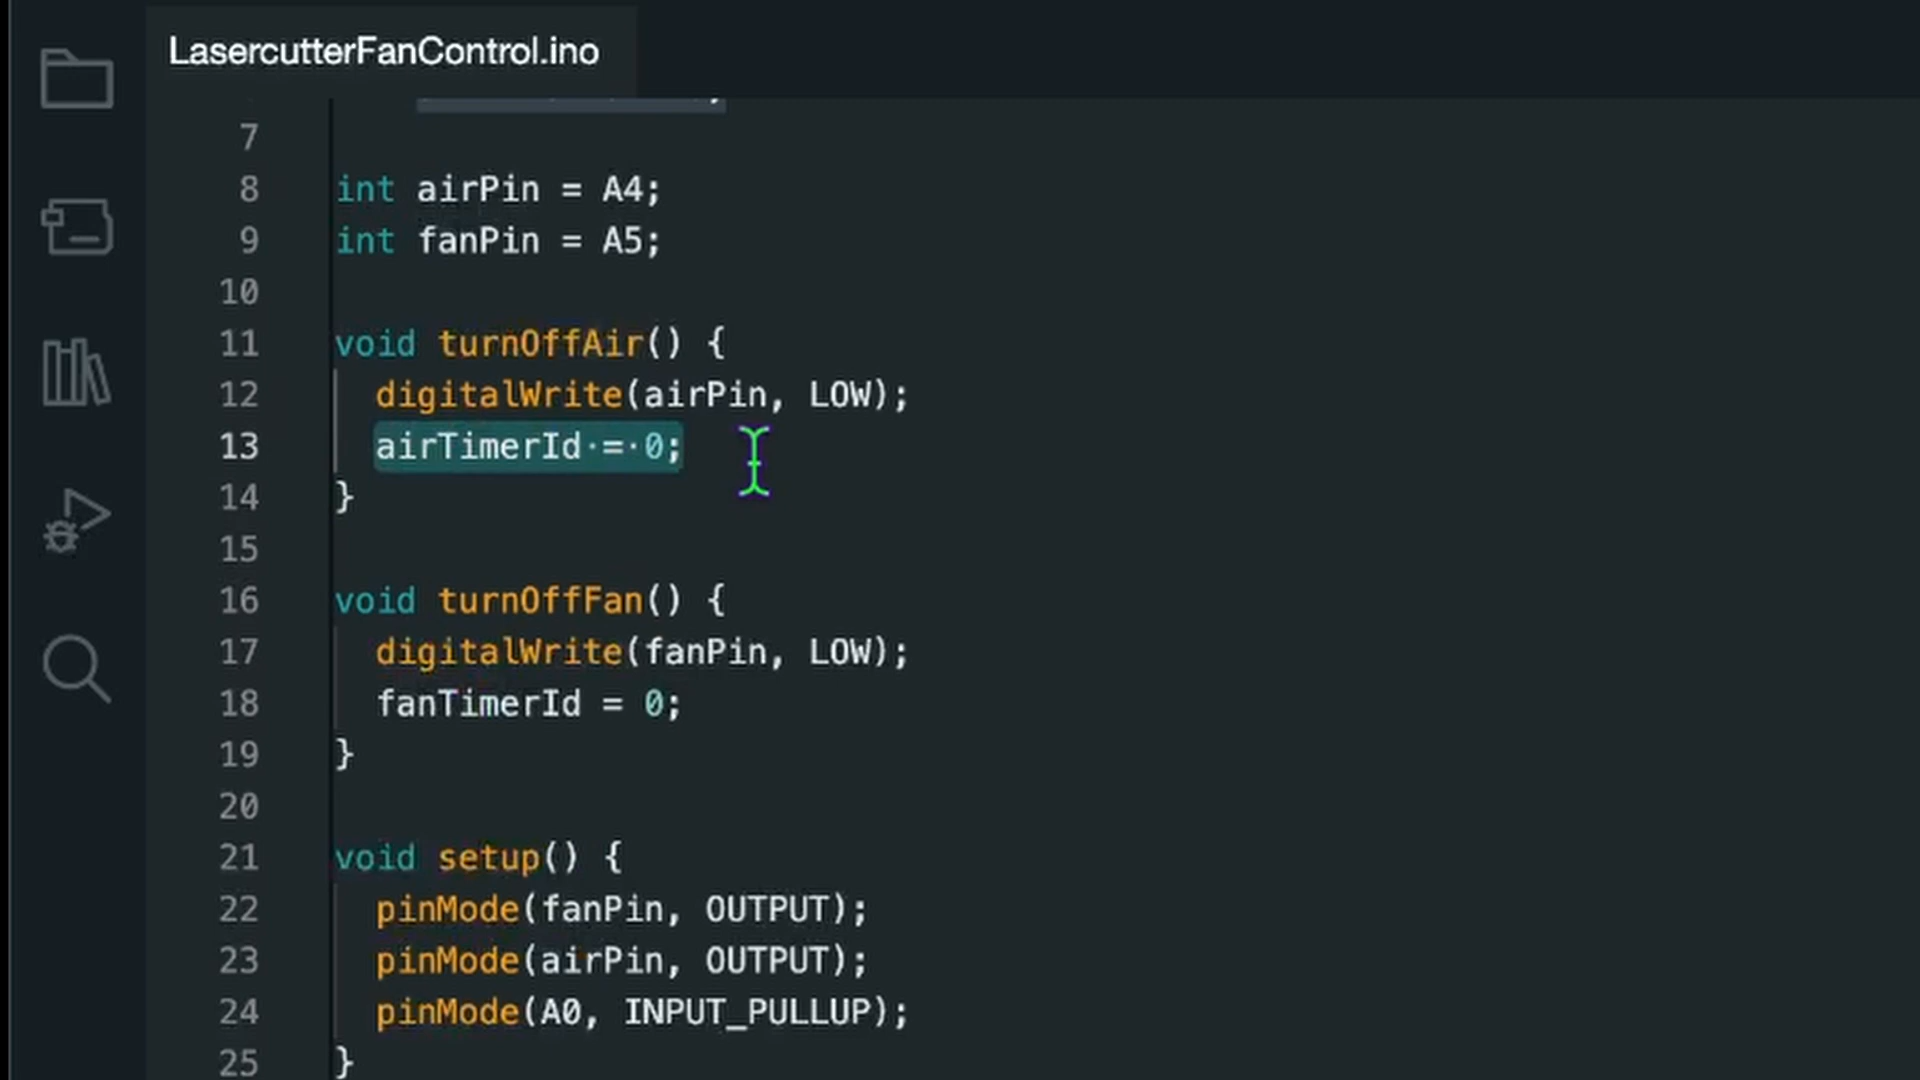 LasercutterFanControl.ino
7
8 int airPin = A4;
9 int fanPin = A5;
10
11 void turnOffAir() {
12 digitalWrite(airPin, LOW);
13 airTimerId·=·0;
14 }
15
16 void turnOffFan() {
17 digitalWrite(fanPin, LOW);
18 fanTimerId = 0;
19 }
20
21 void setup() {
22 pinMode(fanPin, OUTPUT);
23 pinMode(airPin, OUTPUT);
24 pinMode(A0, INPUT_PULLUP);
25 }